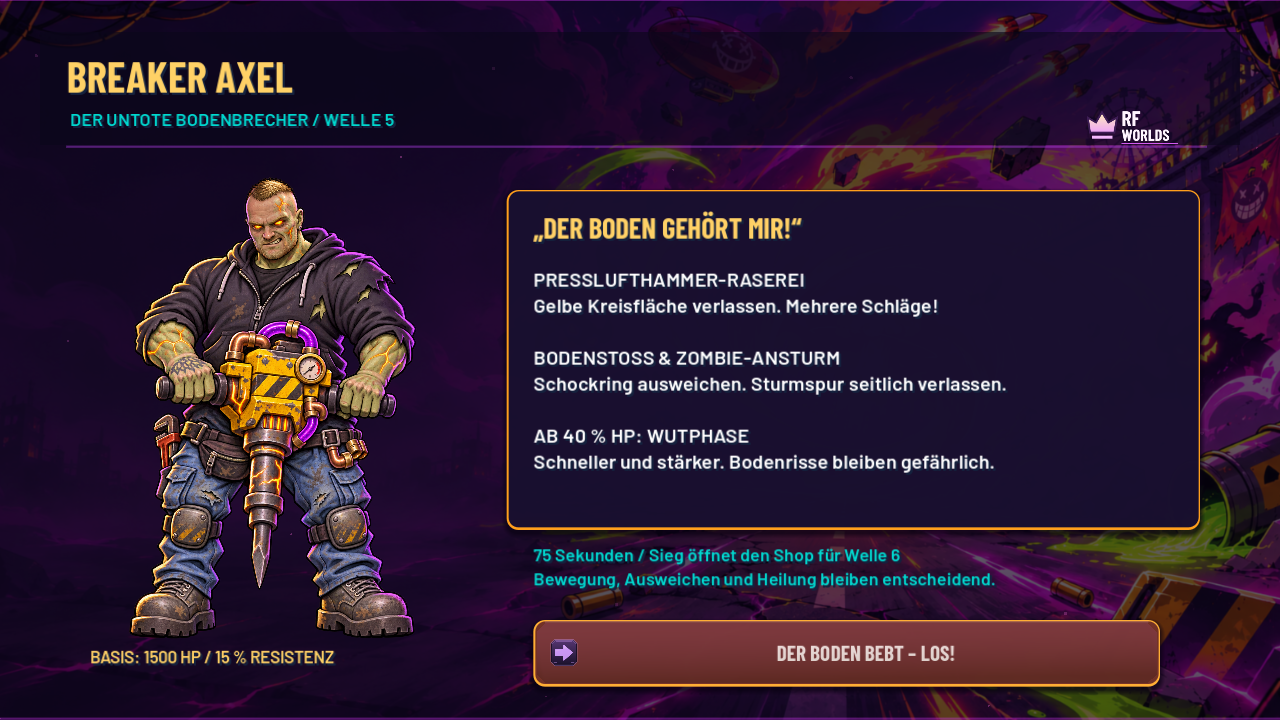 BREAKER AXEL
DER UNTOTE BODENBRECHER / WELLE 5
RF
WORLDS
„DER BODEN GEHÖRT MIR!“
PRESSLUFTHAMMER-RASEREI
Gelbe Kreisfläche verlassen. Mehrere Schläge!
BODENSTOSS & ZOMBIE-ANSTURM
Schockring ausweichen. Sturmspur seitlich verlassen.
AB 40 % HP: WUTPHASE
Schneller und stärker. Bodenrisse bleiben gefährlich.
75 Sekunden / Sieg öffnet den Shop für Welle 6
Bewegung, Ausweichen und Heilung bleiben entscheidend.
BASIS: 1500 HP / 15 % RESISTENZ
DER BODEN BEBT – LOS!